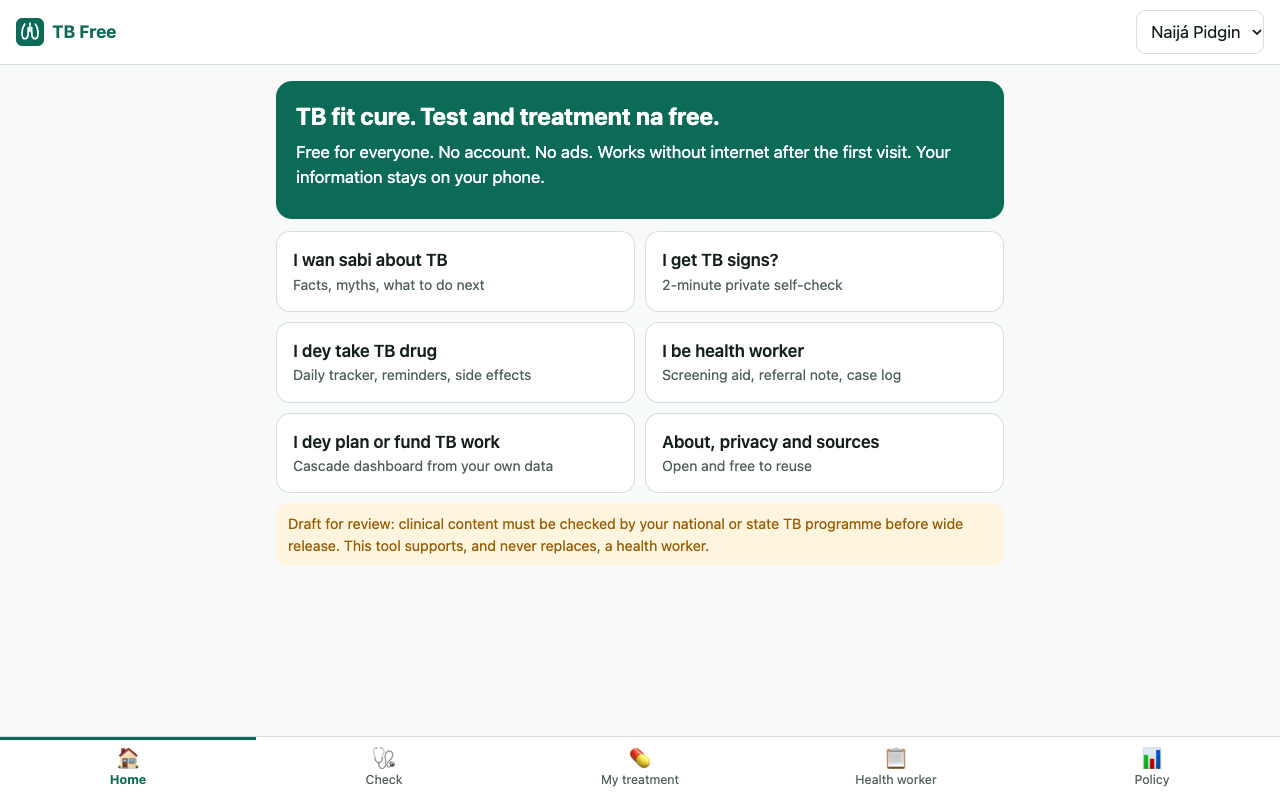 TB Free
Naijá Pidgin
TB fit cure. Test and treatment na free.
Free for everyone. No account. No ads. Works without internet after the first visit. Your
information stays on your phone.
I wan sabi about TB
Facts, myths, what to do next
I get TB signs?
2-minute private self-check
I dey take TB drug
Daily tracker, reminders, side effects
I be health worker
Screening aid, referral note, case log
I dey plan or fund TB work
Cascade dashboard from your own data
About, privacy and sources
Open and free to reuse
Draft for review: clinical content must be checked by your national or state TB programme before wide
release. This tool supports, and never replaces, a health worker.
Home
Check
My treatment
Health worker
Policy